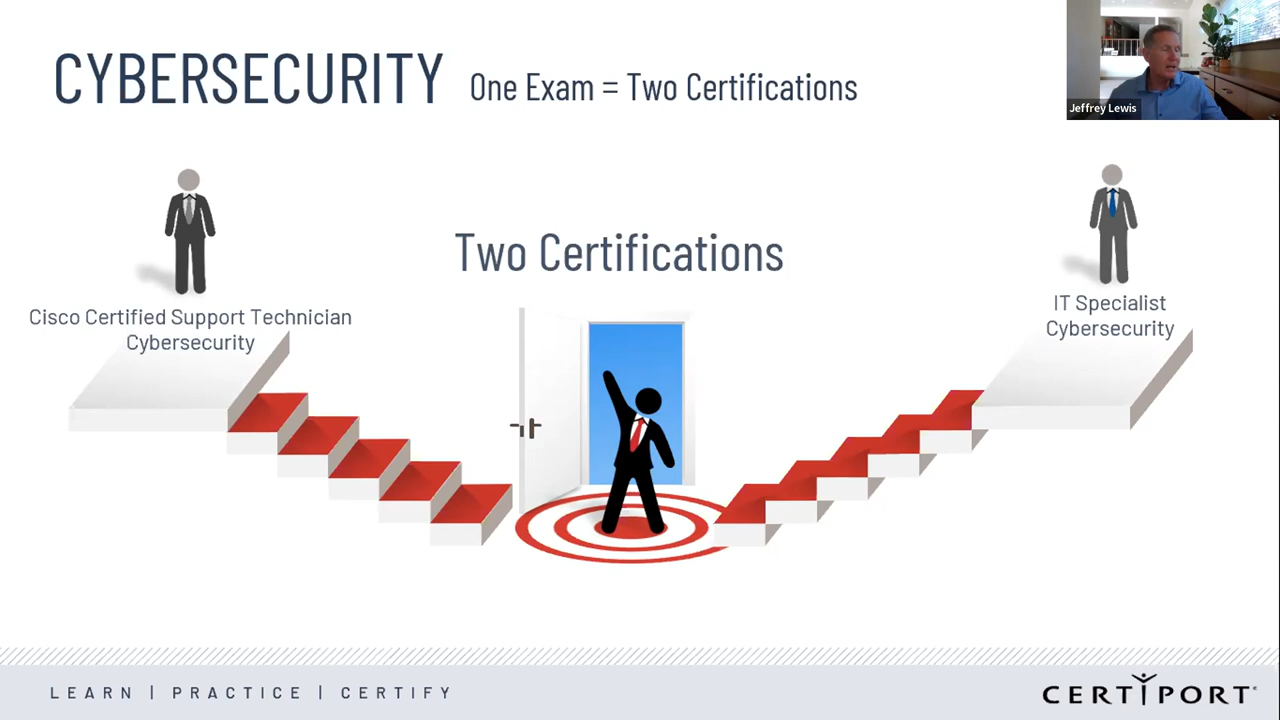 CYBERSECURITY One Exam = Two Certifications
Jeffrey Lewis
Two Certifications
Cisco Certified Support Technician
Cybersecurity
IT Specialist
Cybersecurity
LEARN | PRACTICE | CERTIFY
CERTIPORT